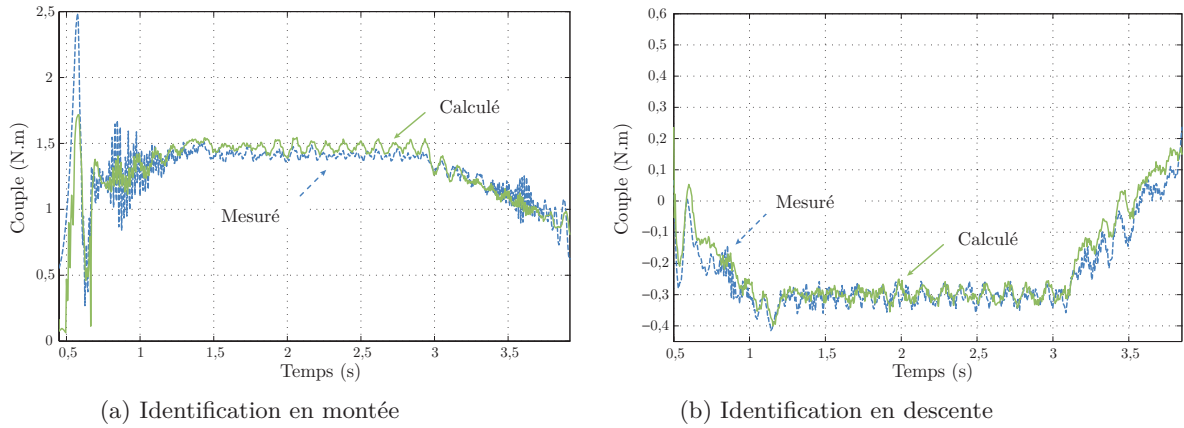 2,5
2
1,5
1
0,5
0
Couple (N.m)
Calculé
Mesuré
0,5 1 1,5 2 2,5 3 3,5
Temps (s)
(a) Identification en montée
0,6
0,5
0,4
0,3
0,2
0,1
0
−0,1
−0,2
−0,3
−0,4
Couple (N.m)
Mesuré
Calculé
0,5 1 1,5 2 2,5 3 3,5
Temps (s)
(b) Identification en descente